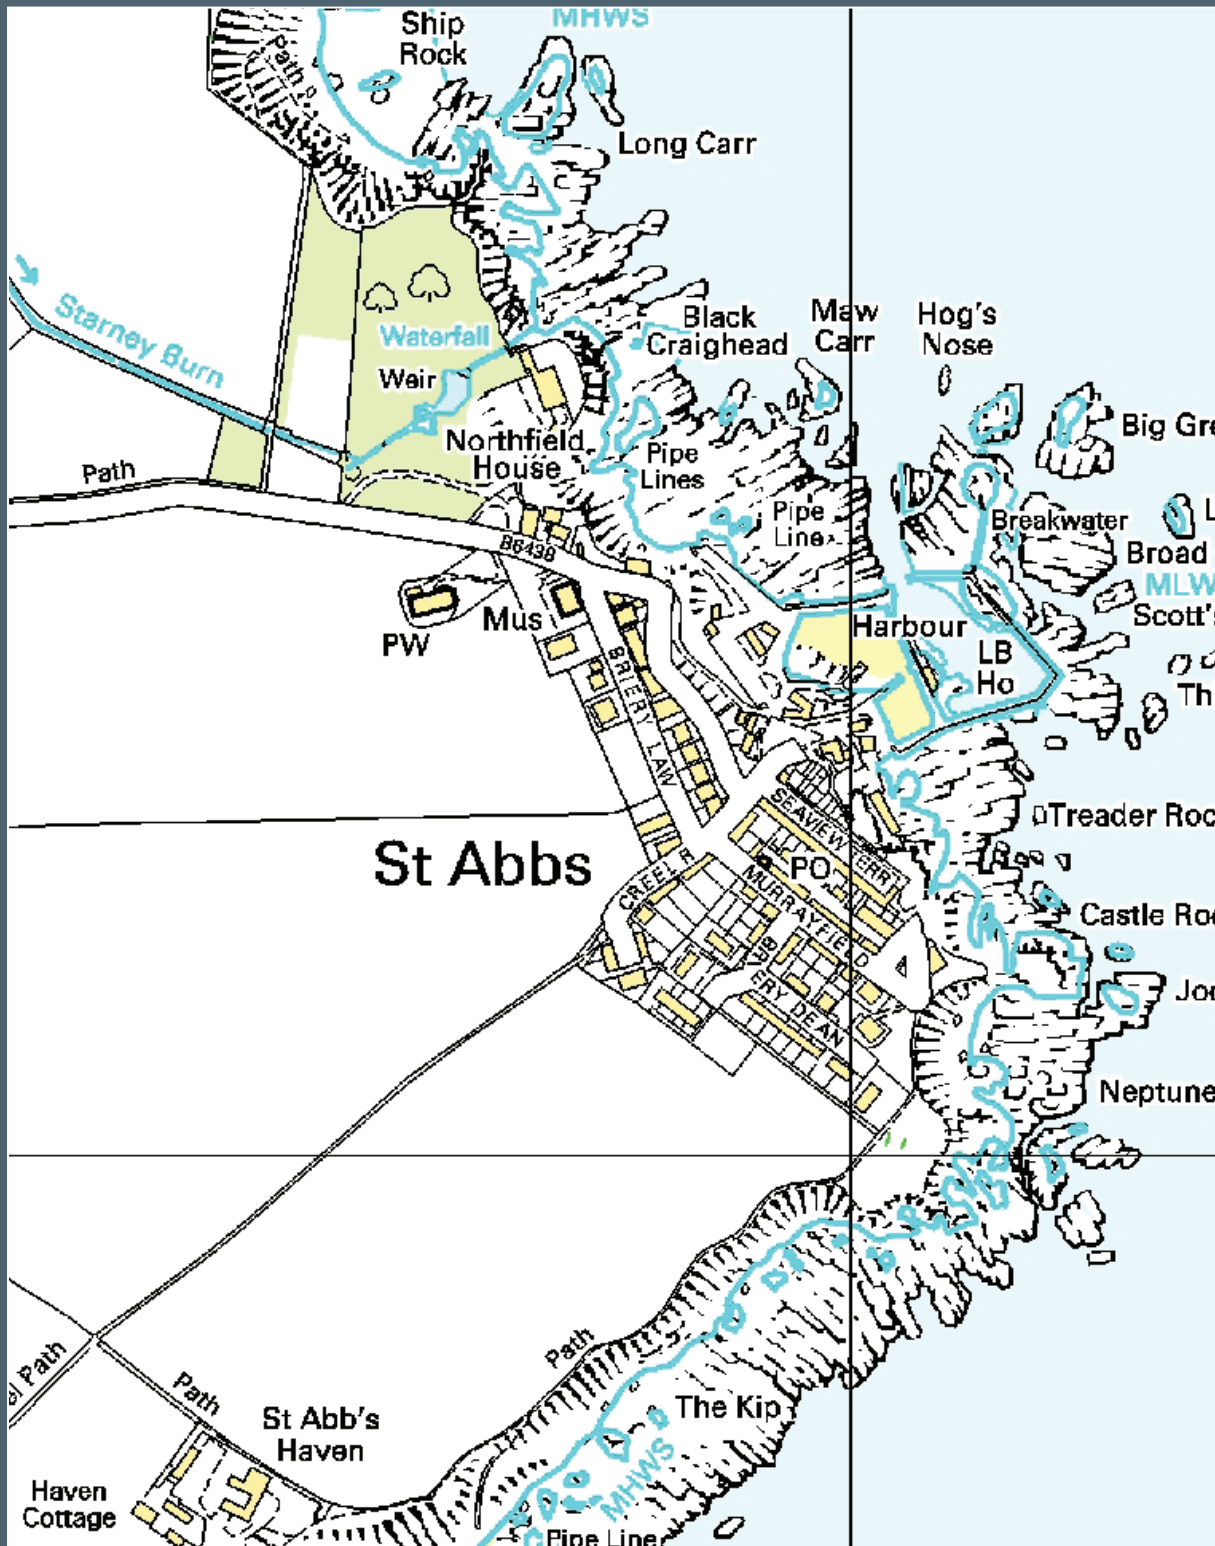 MHWS
Ship
Rock
Path
Long Carr
Starney Burn
Waterfall
Weir
Black
Craighead
Maw
Carr
Hog's
Nose
Big Gre
Northfield
House
Pipe
Lines
Path
Pipe
Line
Breakwater
L
Broad
MLW
Scott's
B6438
PW
Mus
Harbour
LB
Ho
Th
BRIERY LAW
SEAVIEW TERR
Treader Roc
St Abbs
PO
CREEL R
MURRAYFIELD
Castle Roc
BRIERY DEAN
Joc
Neptune
Path
Path
Path
The Kip
St Abb's
Haven
MHWS
Haven
Cottage
Pipe Line